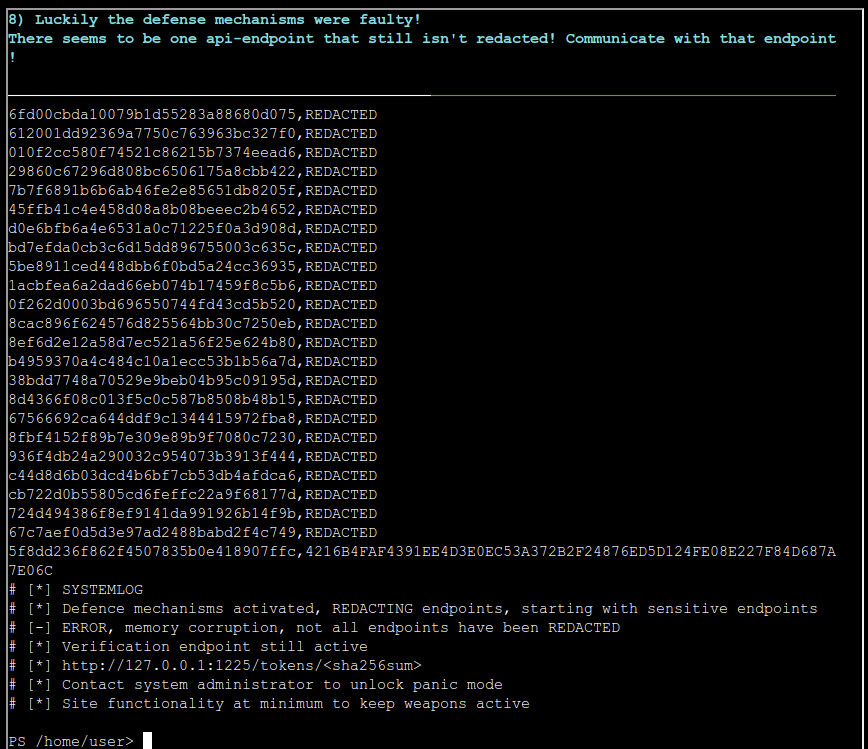 8) Luckily the defense mechanisms were faulty!
There seems to be one api-endpoint that still isn't redacted! Communicate with that endpoint
!
6fd00cbda10079b1d55283a88680d075,REDACTED
612001dd92369a7750c763963bc327f0,REDACTED
010f2cc580f74521c86215b7374eead6,REDACTED
29860c67296d808bc6506175a8cbb422,REDACTED
7b7f6891b6b6ab46fe2e85651db8205f,REDACTED
45ffb41c4e458d08a8b08beeec2b4652,REDACTED
d0e6bfb6a4e6531a0c71225f0a3d908d,REDACTED
bd7efda0cb3c6d15dd896755003c635c,REDACTED
5be8911ced448dbb6f0bd5a24cc36935,REDACTED
1acbfea6a2dad66eb074b17459f8c5b6,REDACTED
0f262d0003bd696550744fd43cd5b520,REDACTED
8cac896f624576d825564bb30c7250eb,REDACTED
8ef6d2e12a58d7ec521a56f25e624b80,REDACTED
b4959370a4c484c10a1ecc53b1b56a7d,REDACTED
38bdd7748a70529e9beb04b95c09195d,REDACTED
8d4366f08c013f5c0c587b8508b48b15,REDACTED
67566692ca644ddf9c1344415972fba8,REDACTED
8fbf4152f89b7e309e89b9f7080c7230,REDACTED
936f4db24a290032c954073b3913f444,REDACTED
c44d8d6b03dcd4b6bf7cb53db4afdca6,REDACTED
cb722d0b55805cd6feffc22a9f68177d,REDACTED
724d494386f8ef9141da991926b14f9b,REDACTED
67c7aef0d5d3e97ad2488babd2f4c749,REDACTED
5f8dd236f862f4507835b0e418907ffc,4216B4FAF4391EE4D3E0EC53A372B2F24876ED5D124FE08E227F84D687A
7E06C
# [*] SYSTEMLOG
# [*] Defence mechanisms activated, REDACTING endpoints, starting with sensitive endpoints
# [-] ERROR, memory corruption, not all endpoints have been REDACTED
# [*] Verification endpoint still active
# [*] http://127.0.0.1:1225/tokens/<sha256sum>
# [*] Contact system administrator to unlock panic mode
# [*] Site functionality at minimum to keep weapons active
PS /home/user>